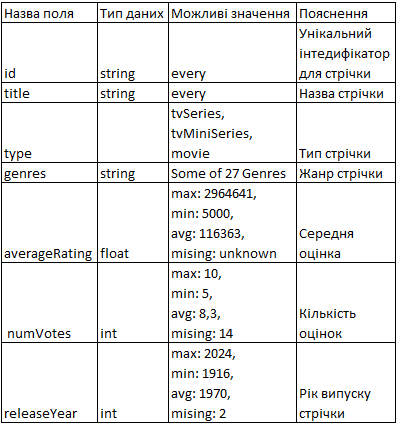 Назва поля Тип даних Можливі значення Пояснення
id string every Унікальний
інтедифікатор
для стрічки
title string every Назва стрічки
type tvSeries,
tvMiniSeries,
movie Тип стрічки
genres string Some of 27 Genres Жанр стрічки
averageRating float max: 2964641,
min: 5000,
avg: 116363,
mising: unknown Середня
оцінка
numVotes int max: 10,
min: 5,
avg: 8,3,
mising: 14 Кількість
оцінок
releaseYear int max: 2024,
min: 1916,
avg: 1970,
mising: 2 Рік випуску
стрічки